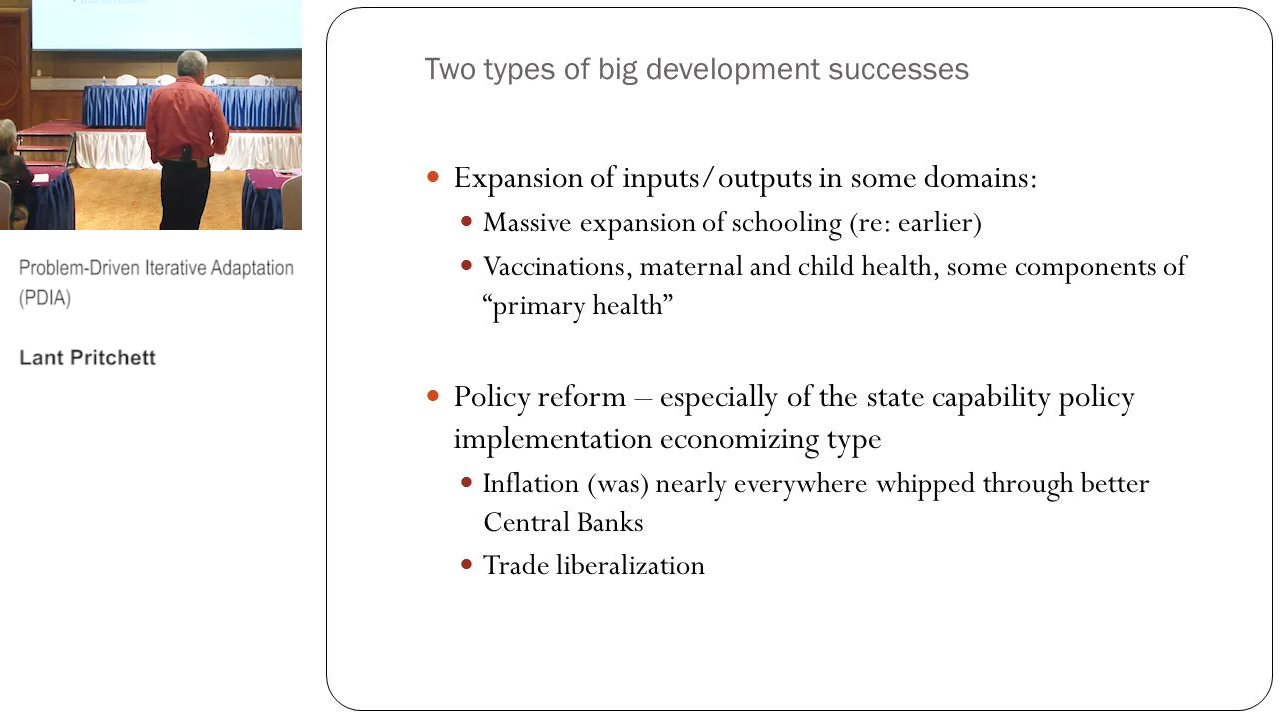 Problem-Driven Iterative Adaptation
(PDIA)
Lant Pritchett
Two types of big development successes
• Expansion of inputs/outputs in some domains:
• Massive expansion of schooling (re: earlier)
• Vaccinations, maternal and child health, some components of
“primary health”
• Policy reform – especially of the state capability policy
implementation economizing type
• Inflation (was) nearly everywhere whipped through better
Central Banks
• Trade liberalization